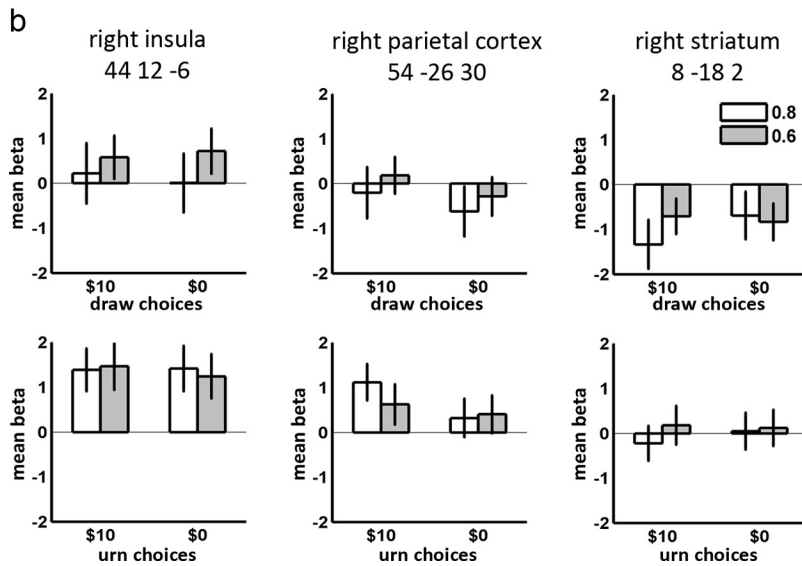 b
right insula
44 12 -6
right parietal cortex
54 -26 30
right striatum
8 -18 2
mean beta
2
1
0
-1
-2
$10 $0
draw choices
mean beta
2
1
0
-1
-2
$10 $0
draw choices
mean beta
2
1
0
-1
-2
0.8
0.6
$10 $0
draw choices
mean beta
2
1
0
-1
-2
$10 $0
urn choices
mean beta
2
1
0
-1
-2
$10 $0
urn choices
mean beta
2
1
0
-1
-2
$10 $0
urn choices